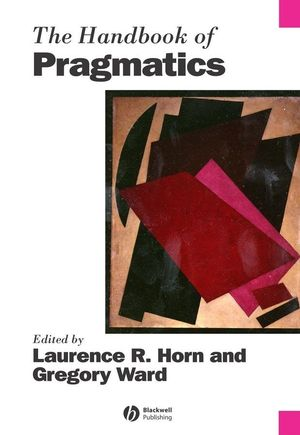 The Handbook of
Pragmatics
Edited by
Laurence R. Horn and
Gregory Ward
Blackwell
Publishing